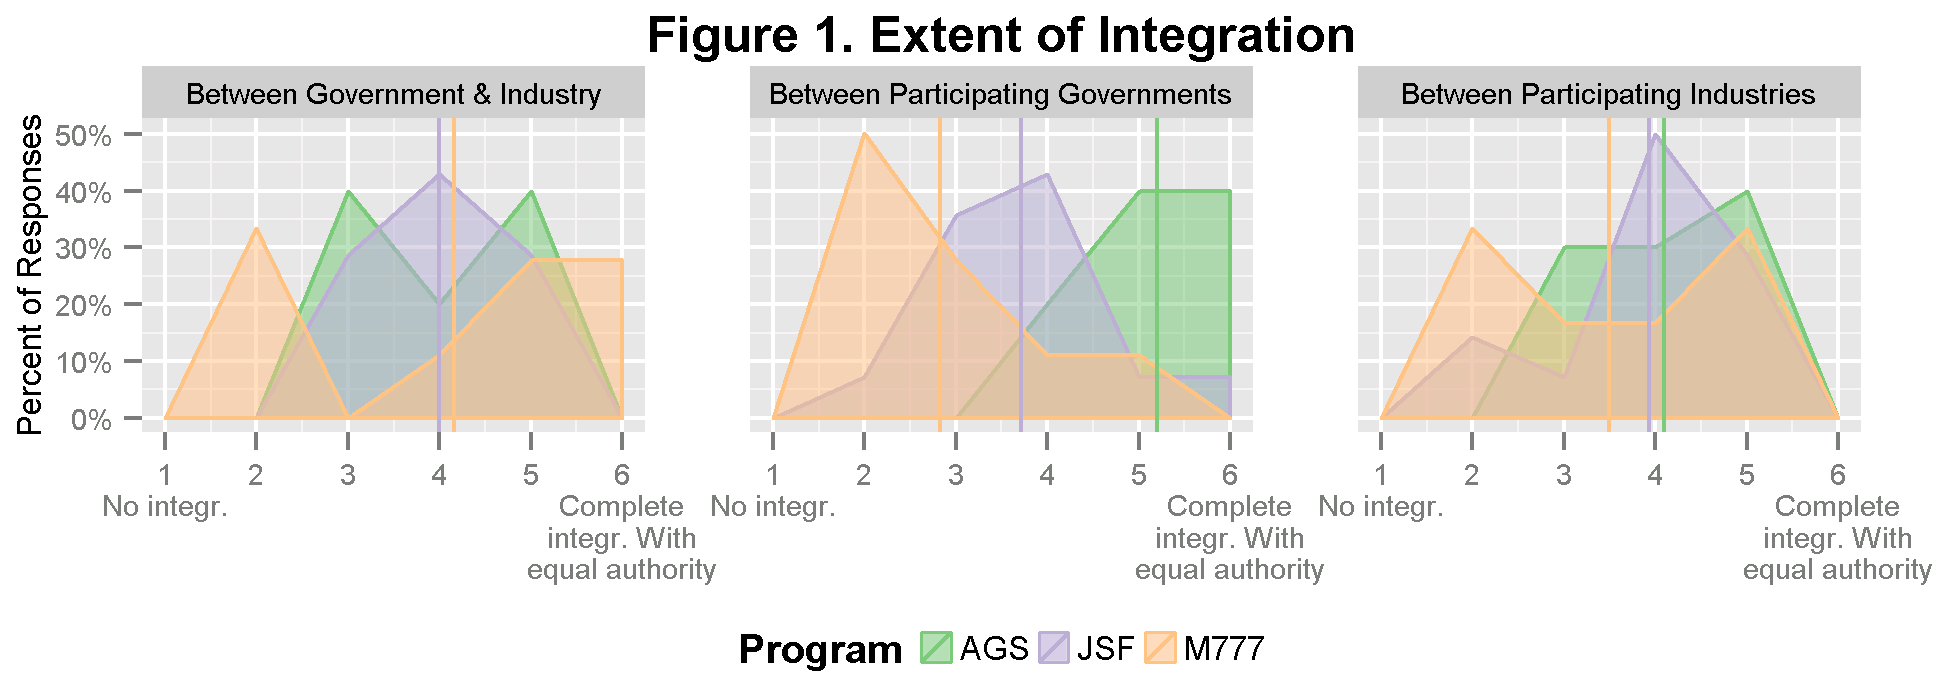 Figure 1. Extent of Integration
Between Government & Industry
Between Participating Governments
Between Participating Industries
Percent of Responses
50%
40%
30%
20%
10%
0%
1 2 3 4 5 6
No integr.
Complete
integr. With
equal authority
1 2 3 4 5 6
No integr.
Complete
integr. With
equal authority
1 2 3 4 5 6
No integr.
Complete
integr. With
equal authority
Program AGS JSF M777